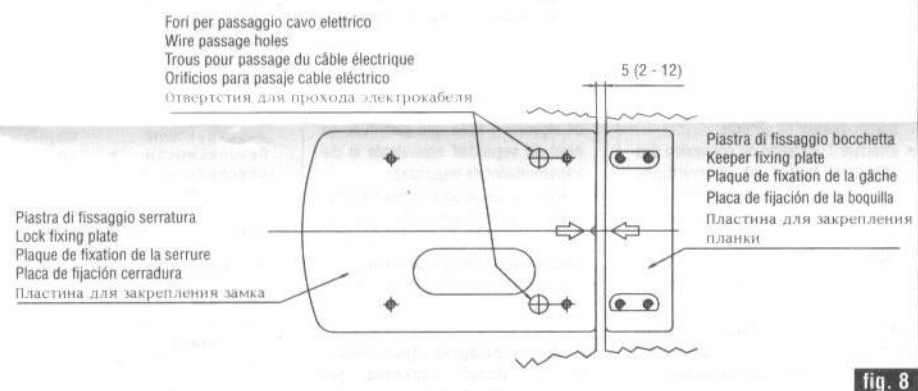 Fori per passaggio cavo elettrico
Wire passage holes
Trous pour passage du câble électrique
Orificios para pasaje cable eléctrico
Отвертстия для прохода электрокабеля
5 (2 - 12)
Piastra di fissaggio bocchetta
Keeper fixing plate
Plaque de fixation de la gâche
Placa de fijación de la boquilla
Пластина для закрепления
планки
Piastra di fissaggio serratura
Lock fixing plate
Plaque de fixation de la serrure
Placa de fijación cerradura
Пластина для закрепления замка
fig. 8